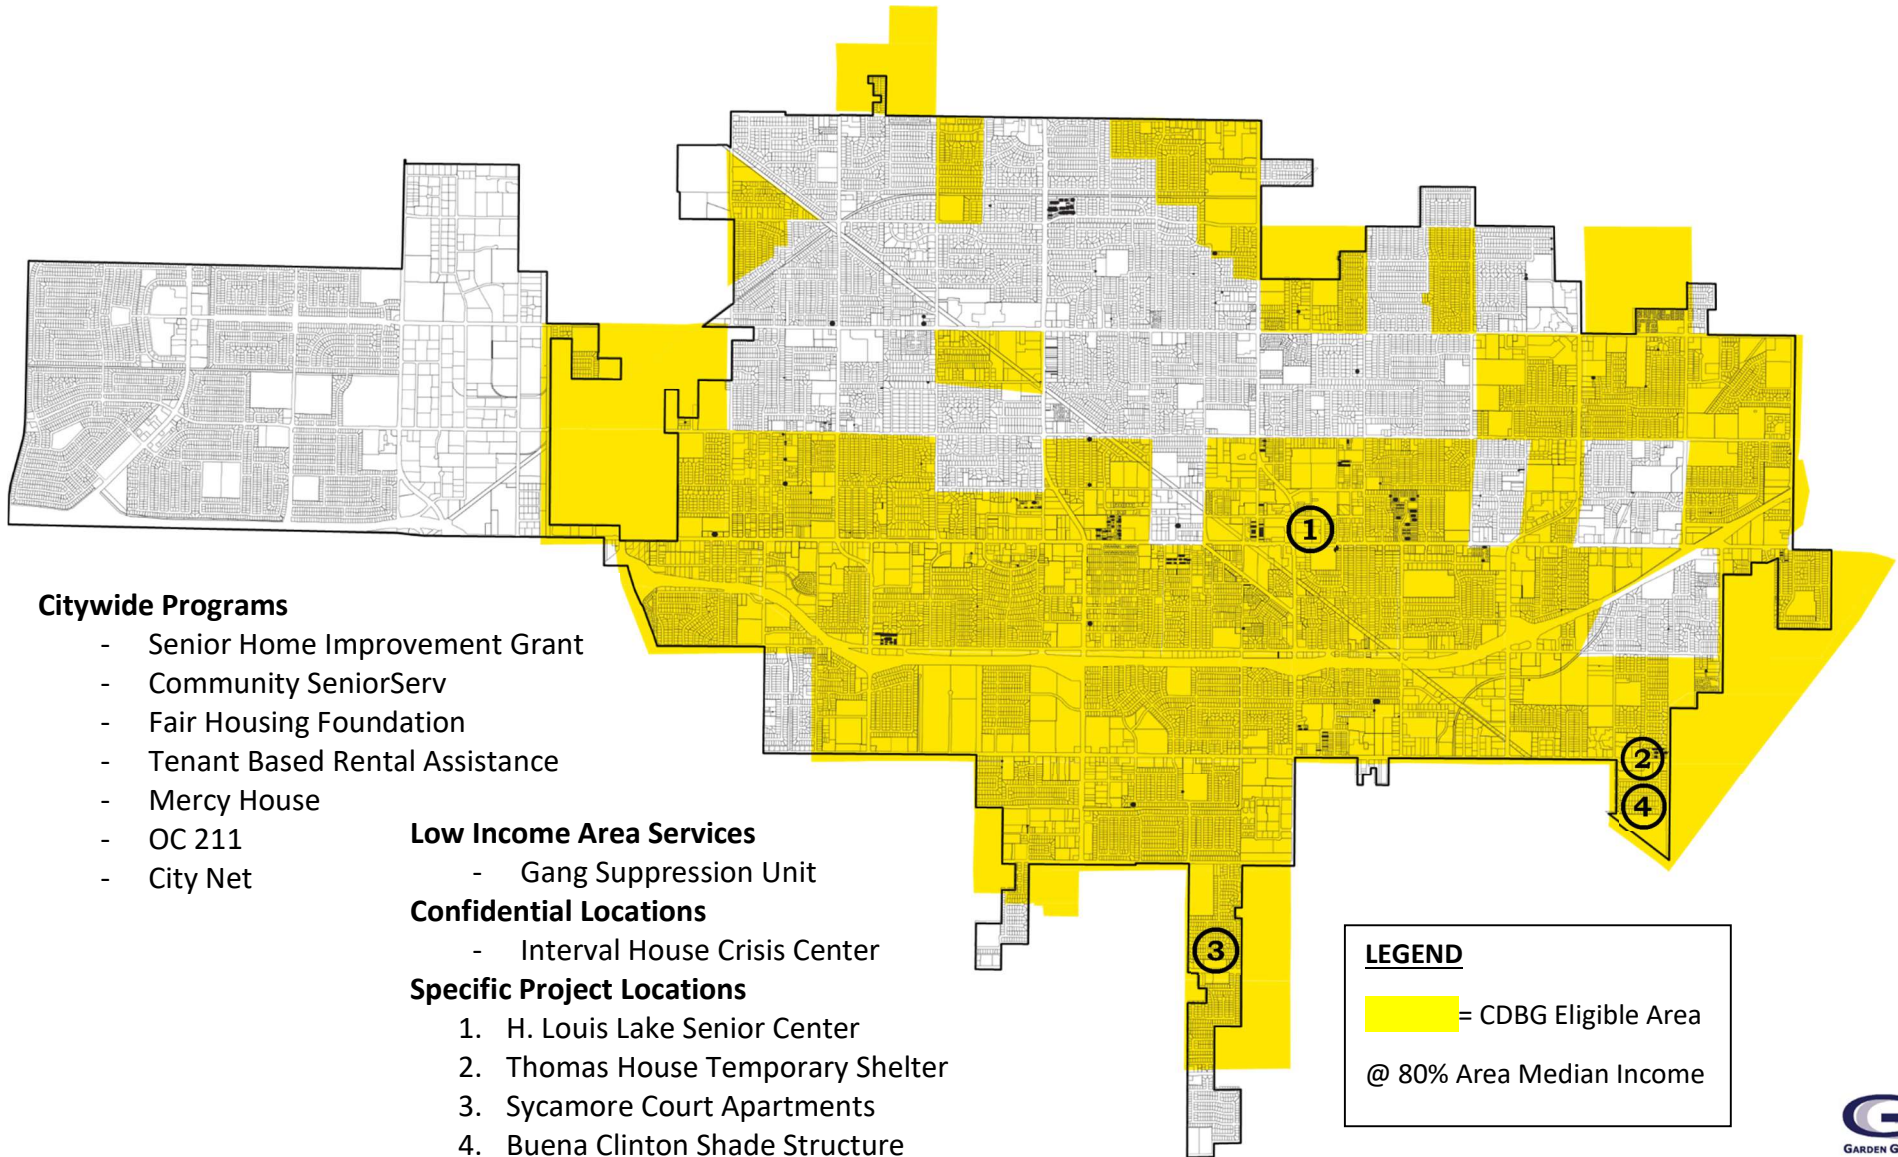 Citywide Programs
- Senior Home Improvement Grant
- Community SeniorServ
- Fair Housing Foundation
- Tenant Based Rental Assistance
- Mercy House
- OC 211
- City Net
Low Income Area Services
- Gang Suppression Unit
Confidential Locations
- Interval House Crisis Center
Specific Project Locations
1. H. Louis Lake Senior Center
2. Thomas House Temporary Shelter
3. Sycamore Court Apartments
4. Buena Clinton Shade Structure
1
2
4
3
LEGEND
= CDBG Eligible Area
@ 80% Area Median Income
GARDEN G